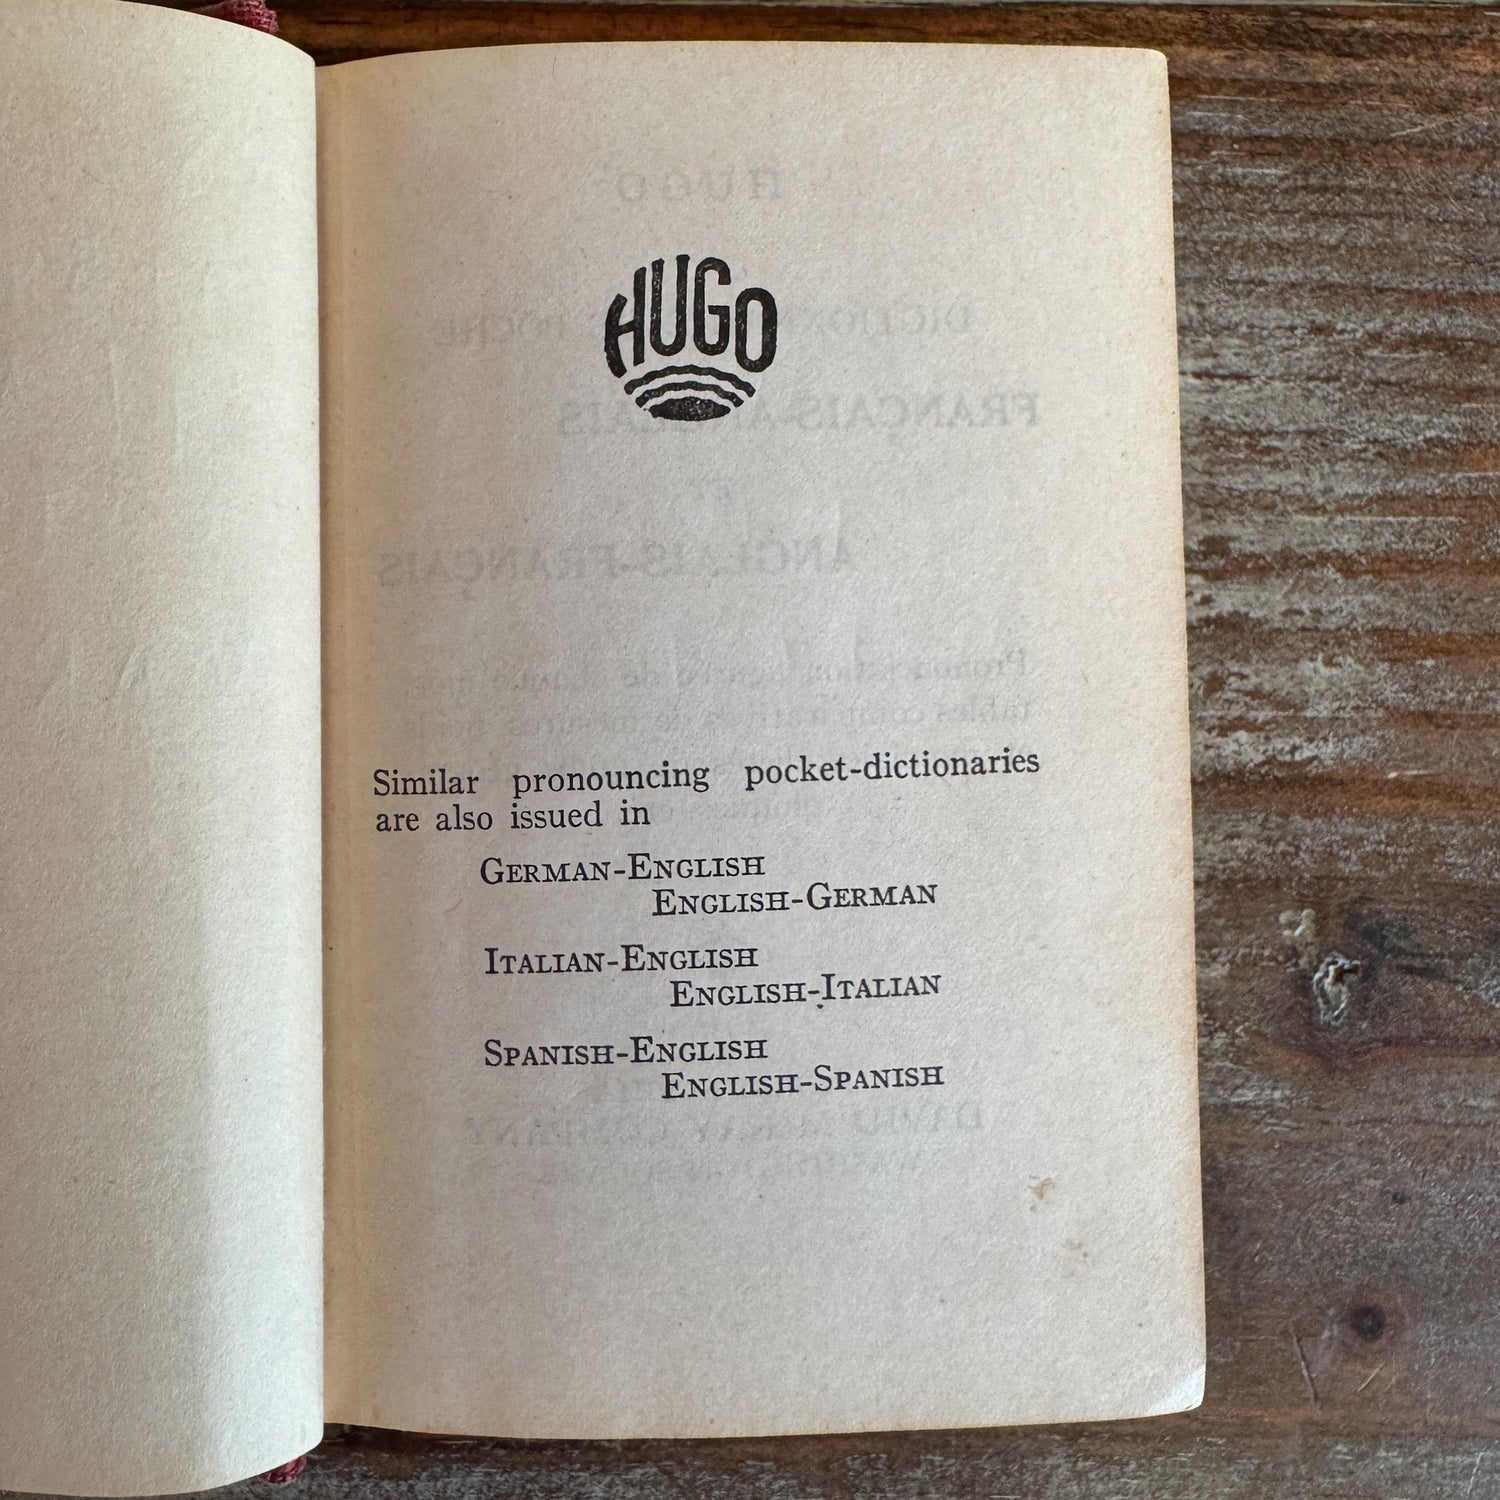 HUGO
Similar pronouncing pocket-dictionaries
are also issued in
GERMAN-ENGLISH
ENGLISH-GERMAN
ITALIAN-ENGLISH
ENGLISH-ITALIAN
SPANISH-ENGLISH
ENGLISH-SPANISH